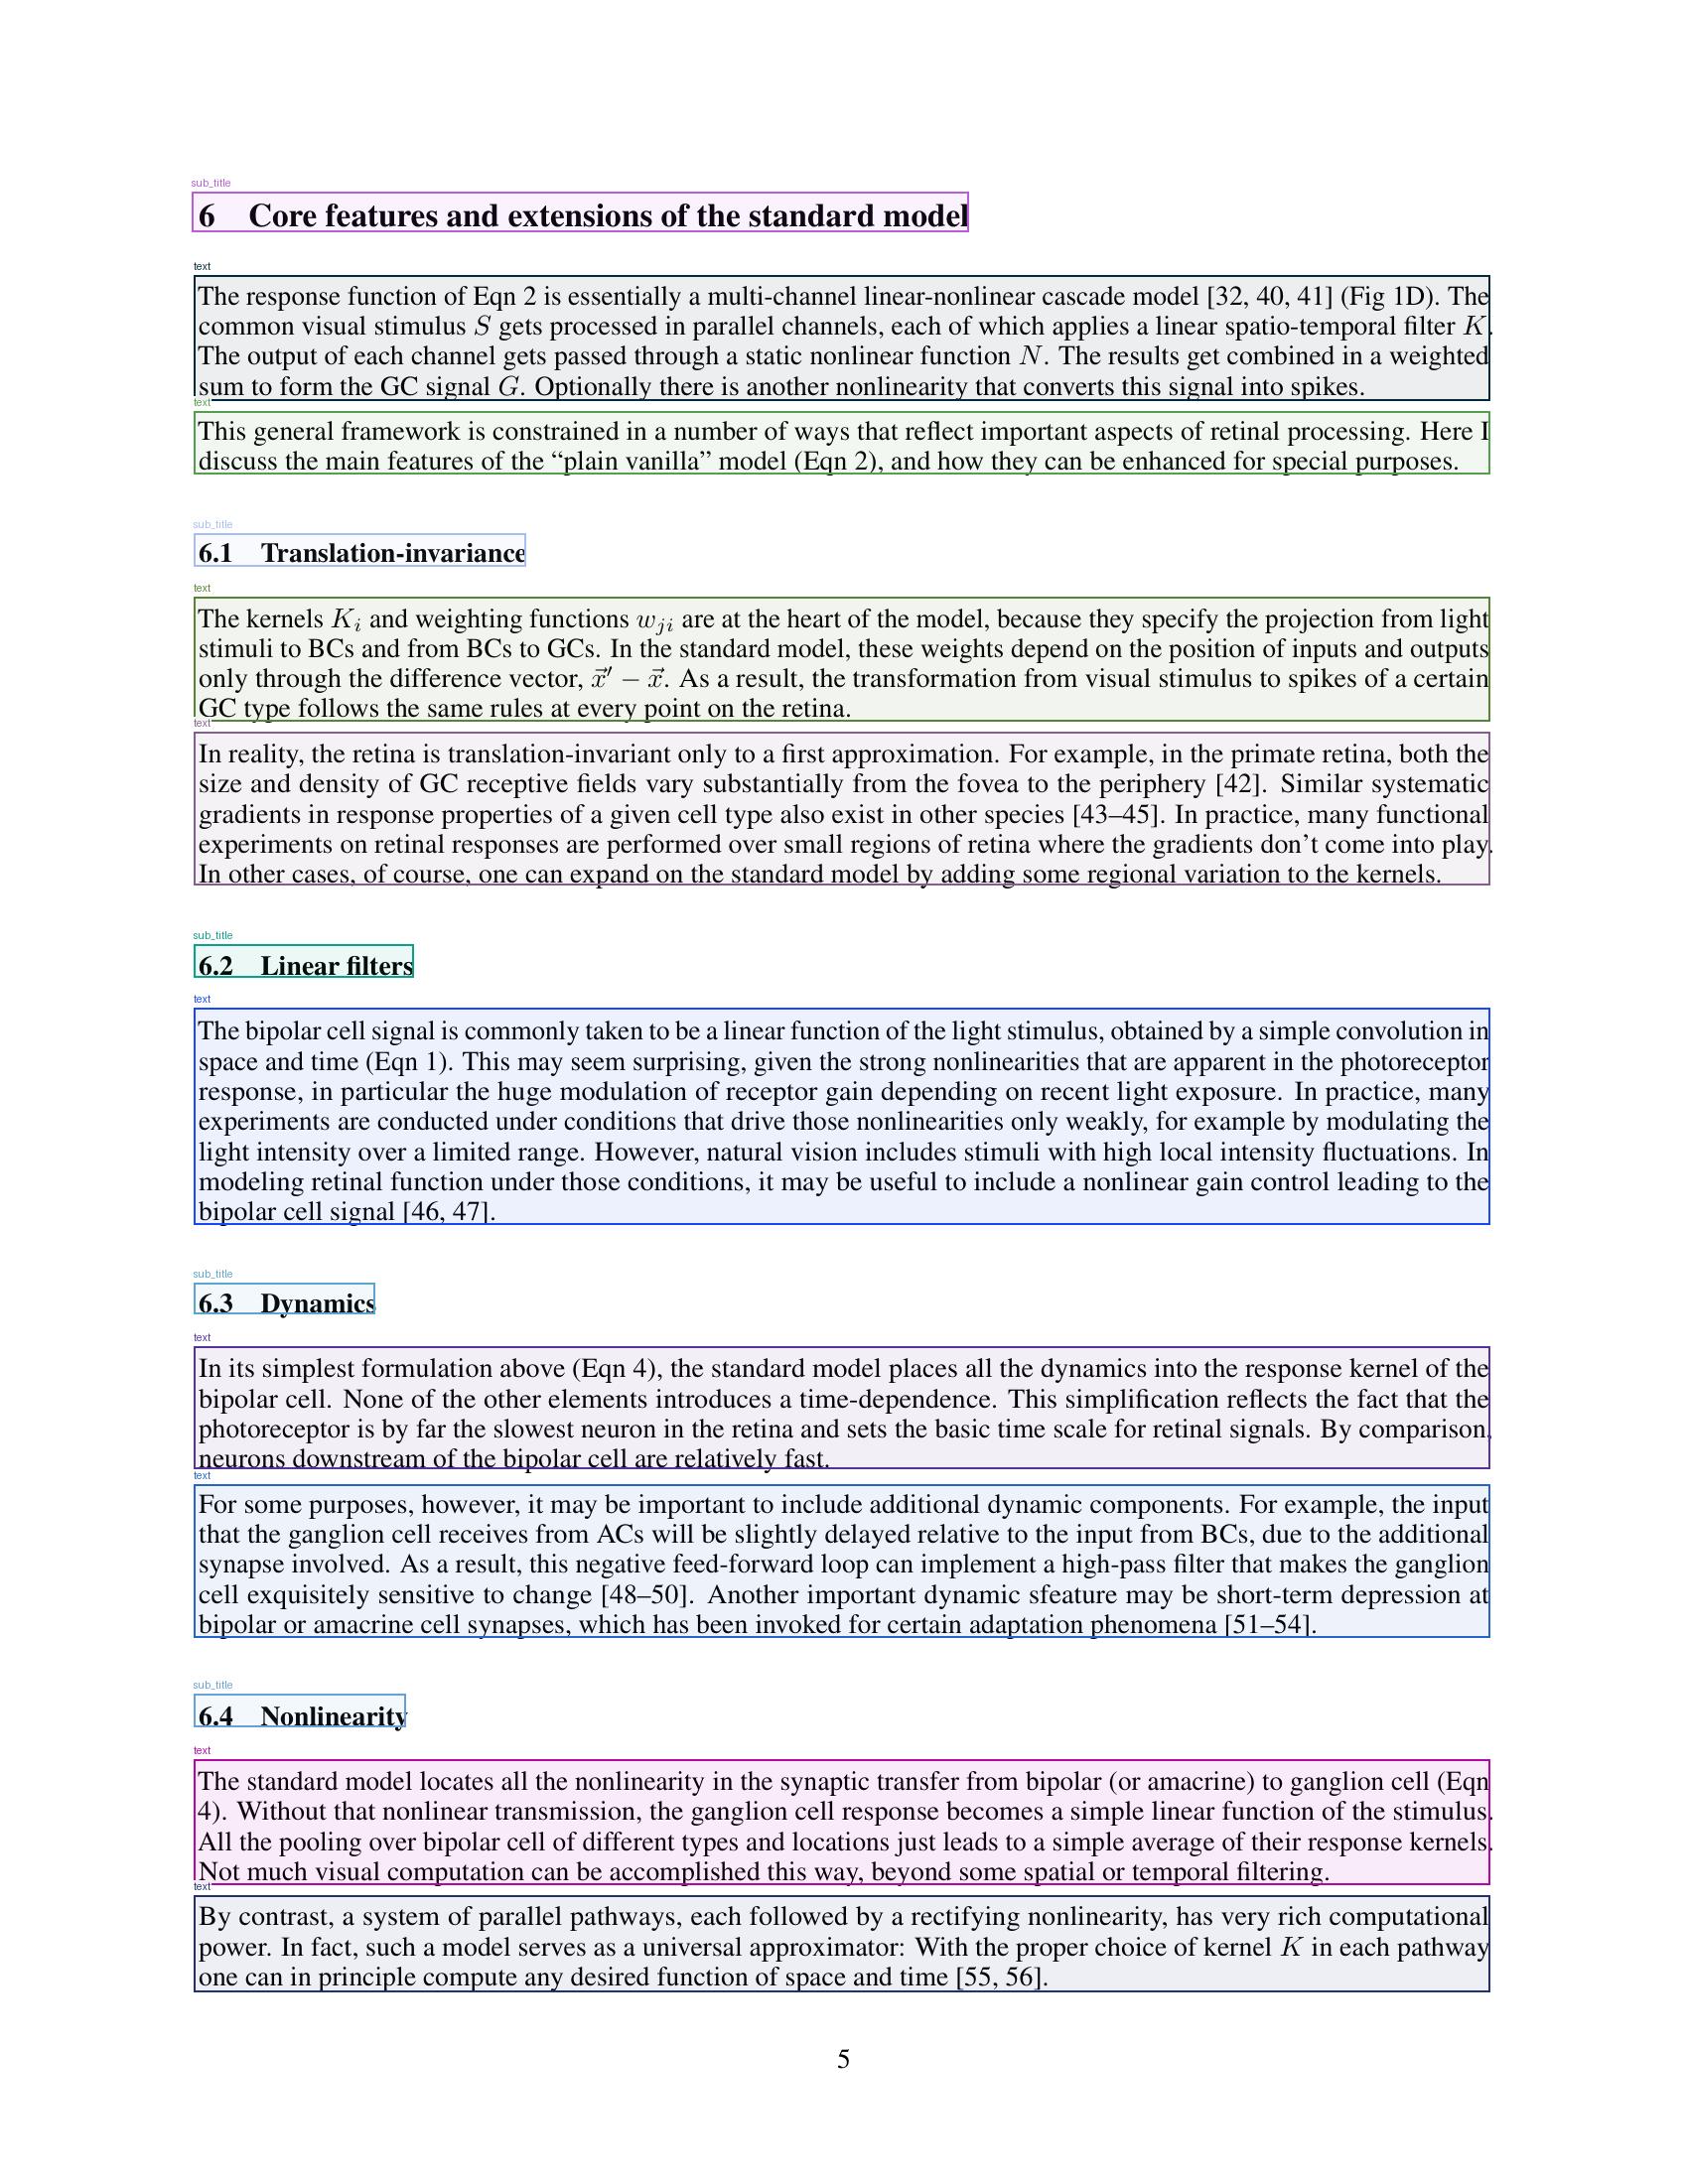 sub_title
6 Core features and extensions of the standard model
text
The response function of Eqn 2 is essentially a multi-channel linear-nonlinear cascade model [32, 40, 41] (Fig 1D). The
common visual stimulus S gets processed in parallel channels, each of which applies a linear spatio-temporal filter K.
The output of each channel gets passed through a static nonlinear function N. The results get combined in a weighted
sum to form the GC signal G. Optionally there is another nonlinearity that converts this signal into spikes.
text
This general framework is constrained in a number of ways that reflect important aspects of retinal processing. Here I
discuss the main features of the “plain vanilla” model (Eqn 2), and how they can be enhanced for special purposes.
sub_title
6.1 Translation-invariance
text
The kernels K_i and weighting functions w_{ji} are at the heart of the model, because they specify the projection from light
stimuli to BCs and from BCs to GCs. In the standard model, these weights depend on the position of inputs and outputs
only through the difference vector, x⃗′ − x⃗. As a result, the transformation from visual stimulus to spikes of a certain
GC type follows the same rules at every point on the retina.
text
In reality, the retina is translation-invariant only to a first approximation. For example, in the primate retina, both the
size and density of GC receptive fields vary substantially from the fovea to the periphery [42]. Similar systematic
gradients in response properties of a given cell type also exist in other species [43–45]. In practice, many functional
experiments on retinal responses are performed over small regions of retina where the gradients don’t come into play.
In other cases, of course, one can expand on the standard model by adding some regional variation to the kernels.
sub_title
6.2 Linear filters
text
The bipolar cell signal is commonly taken to be a linear function of the light stimulus, obtained by a simple convolution in
space and time (Eqn 1). This may seem surprising, given the strong nonlinearities that are apparent in the photoreceptor
response, in particular the huge modulation of receptor gain depending on recent light exposure. In practice, many
experiments are conducted under conditions that drive those nonlinearities only weakly, for example by modulating the
light intensity over a limited range. However, natural vision includes stimuli with high local intensity fluctuations. In
modeling retinal function under those conditions, it may be useful to include a nonlinear gain control leading to the
bipolar cell signal [46, 47].
sub_title
6.3 Dynamics
text
In its simplest formulation above (Eqn 4), the standard model places all the dynamics into the response kernel of the
bipolar cell. None of the other elements introduces a time-dependence. This simplification reflects the fact that the
photoreceptor is by far the slowest neuron in the retina and sets the basic time scale for retinal signals. By comparison,
neurons downstream of the bipolar cell are relatively fast.
text
For some purposes, however, it may be important to include additional dynamic components. For example, the input
that the ganglion cell receives from ACs will be slightly delayed relative to the input from BCs, due to the additional
synapse involved. As a result, this negative feed-forward loop can implement a high-pass filter that makes the ganglion
cell exquisitely sensitive to change [48–50]. Another important dynamic sfeature may be short-term depression at
bipolar or amacrine cell synapses, which has been invoked for certain adaptation phenomena [51–54].
sub_title
6.4 Nonlinearity
text
The standard model locates all the nonlinearity in the synaptic transfer from bipolar (or amacrine) to ganglion cell (Eqn
4). Without that nonlinear transmission, the ganglion cell response becomes a simple linear function of the stimulus.
All the pooling over bipolar cell of different types and locations just leads to a simple average of their response kernels.
Not much visual computation can be accomplished this way, beyond some spatial or temporal filtering.
text
By contrast, a system of parallel pathways, each followed by a rectifying nonlinearity, has very rich computational
power. In fact, such a model serves as a universal approximator: With the proper choice of kernel K in each pathway
one can in principle compute any desired function of space and time [55, 56].
5